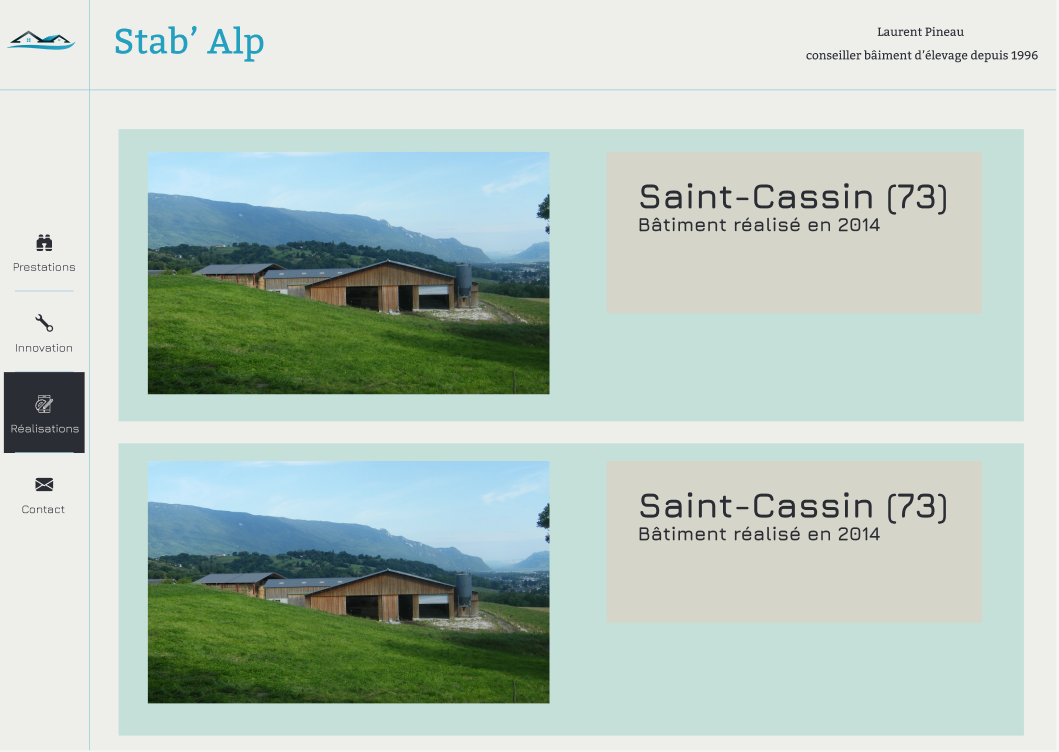 Stab’ Alp
Laurent Pineau
conseiller bâiment d’élevage depuis 1996
Prestations
Innovation
Réalisations
Contact
Saint-Cassin (73)
Bâtiment réalisé en 2014
Saint-Cassin (73)
Bâtiment réalisé en 2014